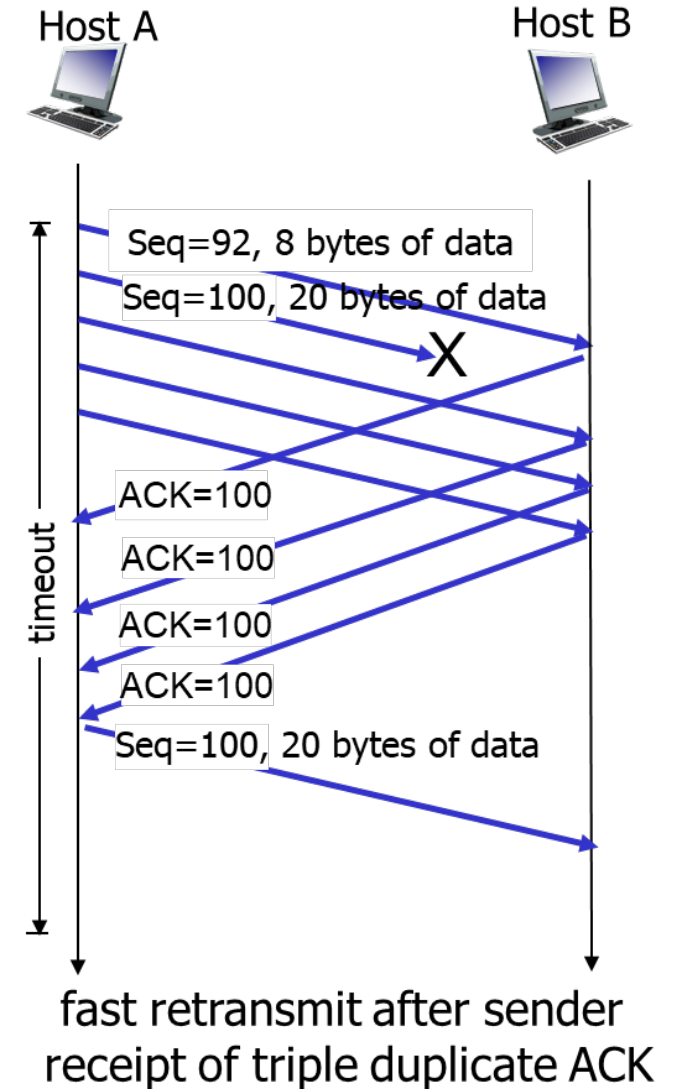 Host A
Host B
Seq=92, 8 bytes of data
Seq=100, 20 bytes of data
X
ACK=100
timeout
ACK=100
ACK=100
ACK=100
Seq=100, 20 bytes of data
fast retransmit after sender
receipt of triple duplicate ACK